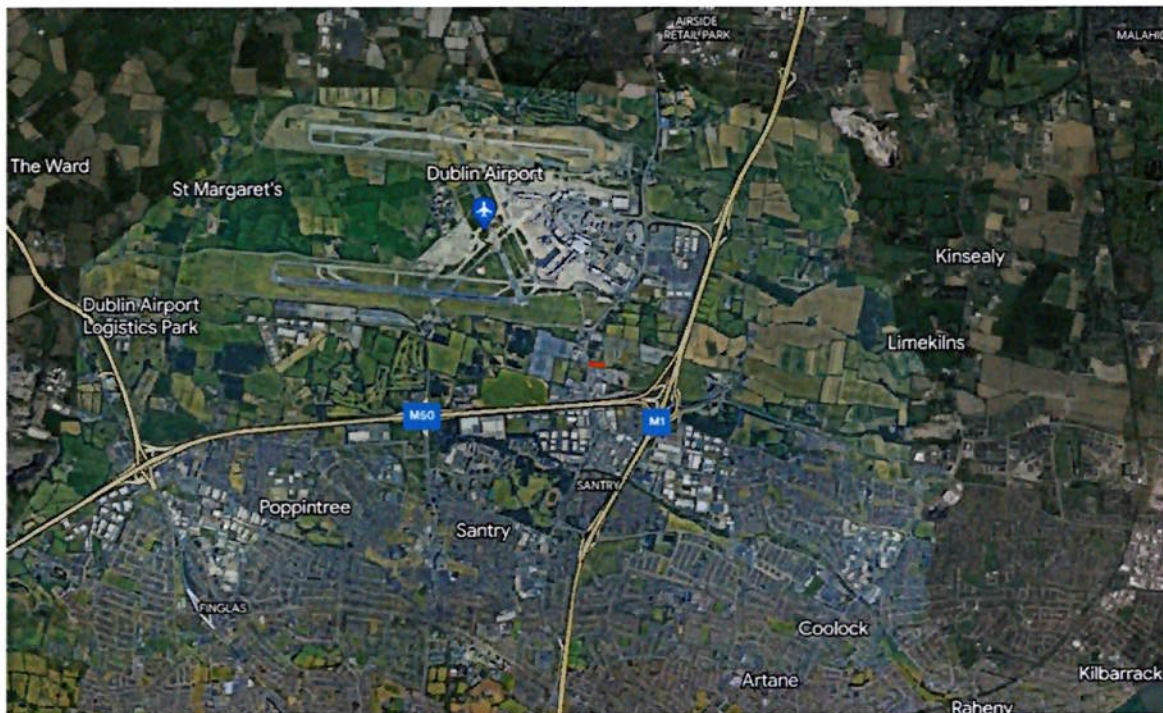 AIRSIDE
RETAIL PARK
MALAHID
The Ward
St Margaret's
Dublin Airport
Kinsealy
Dublin Airport
Logistics Park
Limekilns
M50
M1
SANTRY
Poppintree
Santry
FINGLAS
Coolock
Artane
Kilbarrack
Raheny